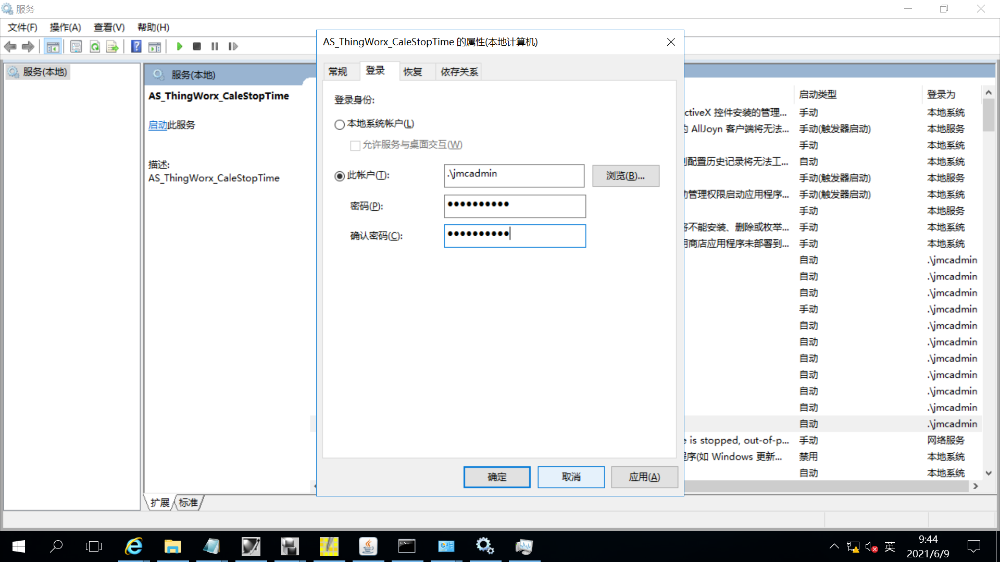 服务
文件(F) 操作(A) 查看(V) 帮助(H)
服务(本地)
服务(本地)
AS_ThingWorx_CaleStopTime
启动此服务
描述:
AS_ThingWorx_CaleStopTime
扩展 标准
AS_ThingWorx_CaleStopTime 的属性(本地计算机)
常规 登录 恢复 依存关系
登录身份:
本地系统帐户(L)
允许服务与桌面交互(W)
此帐户(T): .\jmcadmin 浏览(B)...
密码(P): ●●●●●●●●●●
确认密码(C): ●●●●●●●●●●
确定 取消 应用(A)
启动类型 登录为
ctiveX 控件安装的管理... 手动 本地系统
AllJoyn 客户端将无法... 手动(触发器启动) 本地服务
手动 本地系统
配置历史记录将无法工... 自动 本地系统
手动(触发器启动) 本地服务
管理权限启动应用程序... 手动(触发器启动) 本地系统
手动 本地服务
不能安装、删除或枚举... 手动 本地系统
商店应用程序未部署到... 手动 本地系统
自动 .\jmcadmin
自动 .\jmcadmin
自动 .\jmcadmin
手动 .\jmcadmin
自动 .\jmcadmin
自动 .\jmcadmin
自动 .\jmcadmin
自动 .\jmcadmin
自动 .\jmcadmin
自动 .\jmcadmin
自动 .\jmcadmin
e is stopped, out-of-p... 手动 网络服务
程序(如 Windows 更新... 禁用 本地系统
自动 本地系统
英
9:44
2021/6/9